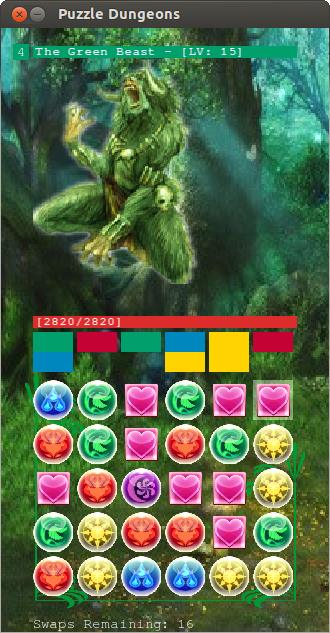 Puzzle Dungeons
4 The Green Beast - [LV: 15]
[2820/2820]
Swaps Remaining: 16